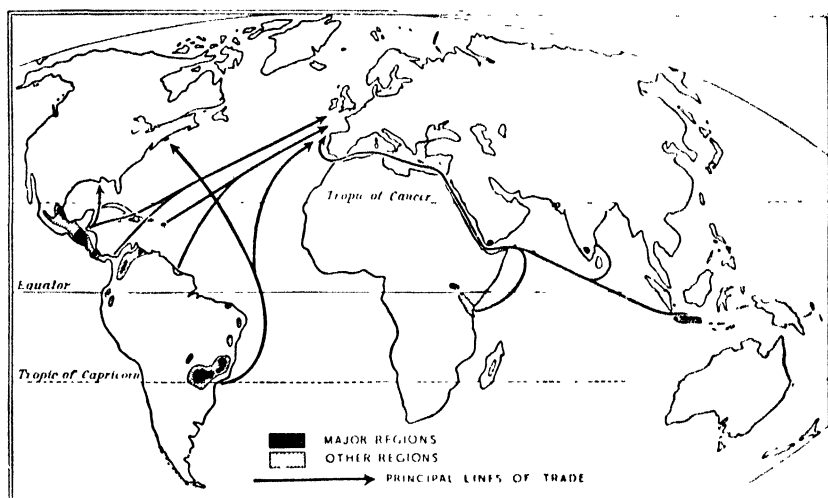 Tropic of Cancer
Equator
Tropic of Capricorn
MAJOR REGIONS
OTHER REGIONS
PRINCIPAL LINES OF TRADE